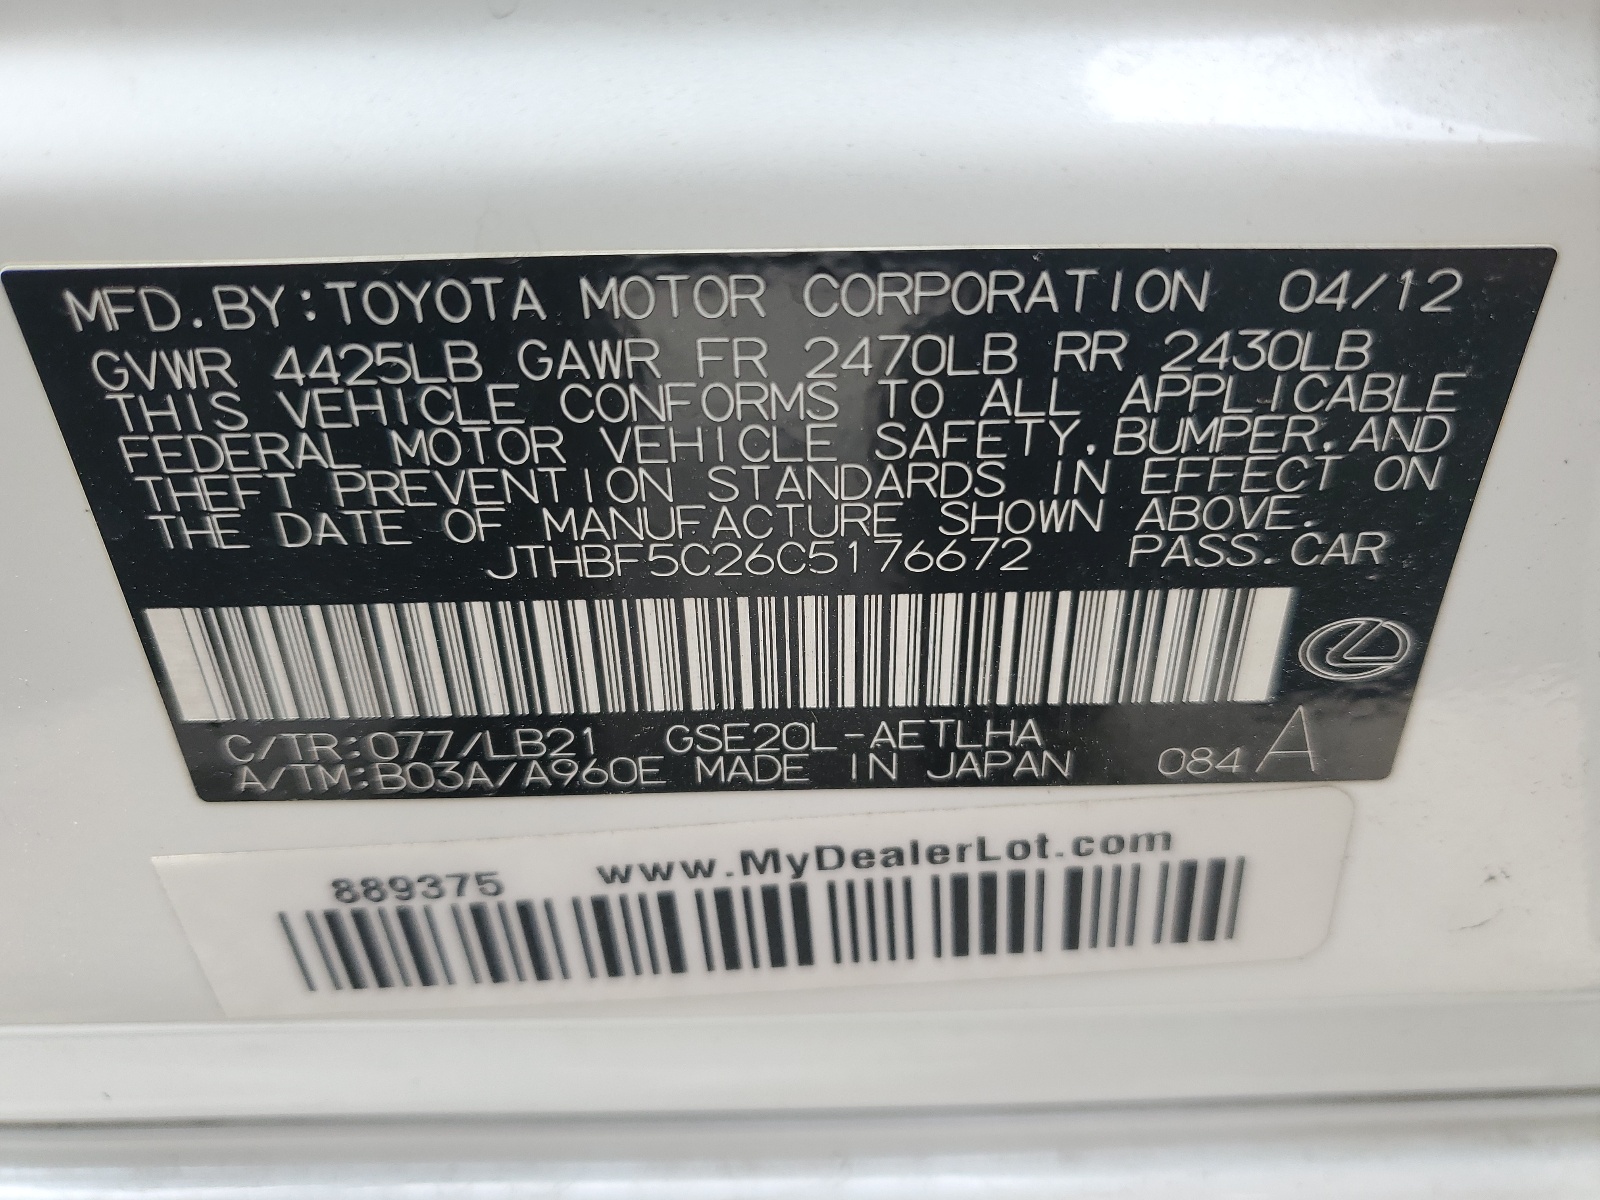 MFD. BY: TOYOTA MOTOR CORPORATION 04/12
GVWR 4425LB GAWR FR 2470LB RR 2430LB
THIS VEHICLE CONFORMS TO ALL APPLICABLE
FEDERAL MOTOR VEHICLE SAFETY, BUMPER, AND
THEFT PREVENTION STANDARDS IN EFFECT ON
THE DATE OF MANUFACTURE SHOWN ABOVE.
JTHBF5C26C5176672 PASS. CAR
C/TR: 077/LB21 GSE20L-AETLHA
A/TM: B03A/A960E MADE IN JAPAN 084 A
889375 www.MyDealerLot.com